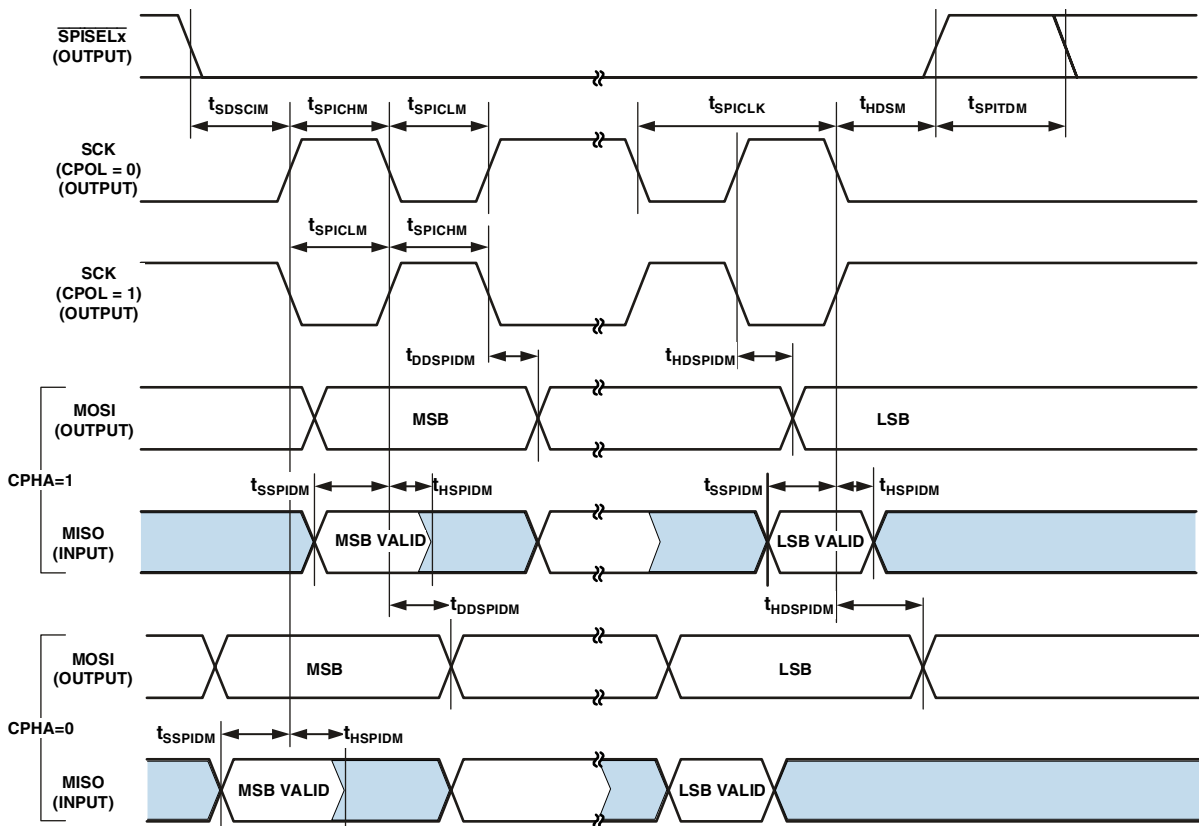 SPISELx
(OUTPUT)
tSDSCIM tSPICHM tSPICLM tSPICLK tHDSM tSPITDM
SCK
(CPOL = 0)
(OUTPUT)
tSPICLM tSPICHM
SCK
(CPOL = 1)
(OUTPUT)
tDDSPIDM tHDSPIDM
MOSI
(OUTPUT)
MSB LSB
CPHA=1
tSSPIDM tHSPIDM tSSPIDM tHSPIDM
MISO
(INPUT)
MSB VALID LSB VALID
tDDSPIDM tHDSPIDM
MOSI
(OUTPUT)
MSB LSB
CPHA=0
tSSPIDM tHSPIDM
MISO
(INPUT)
MSB VALID LSB VALID